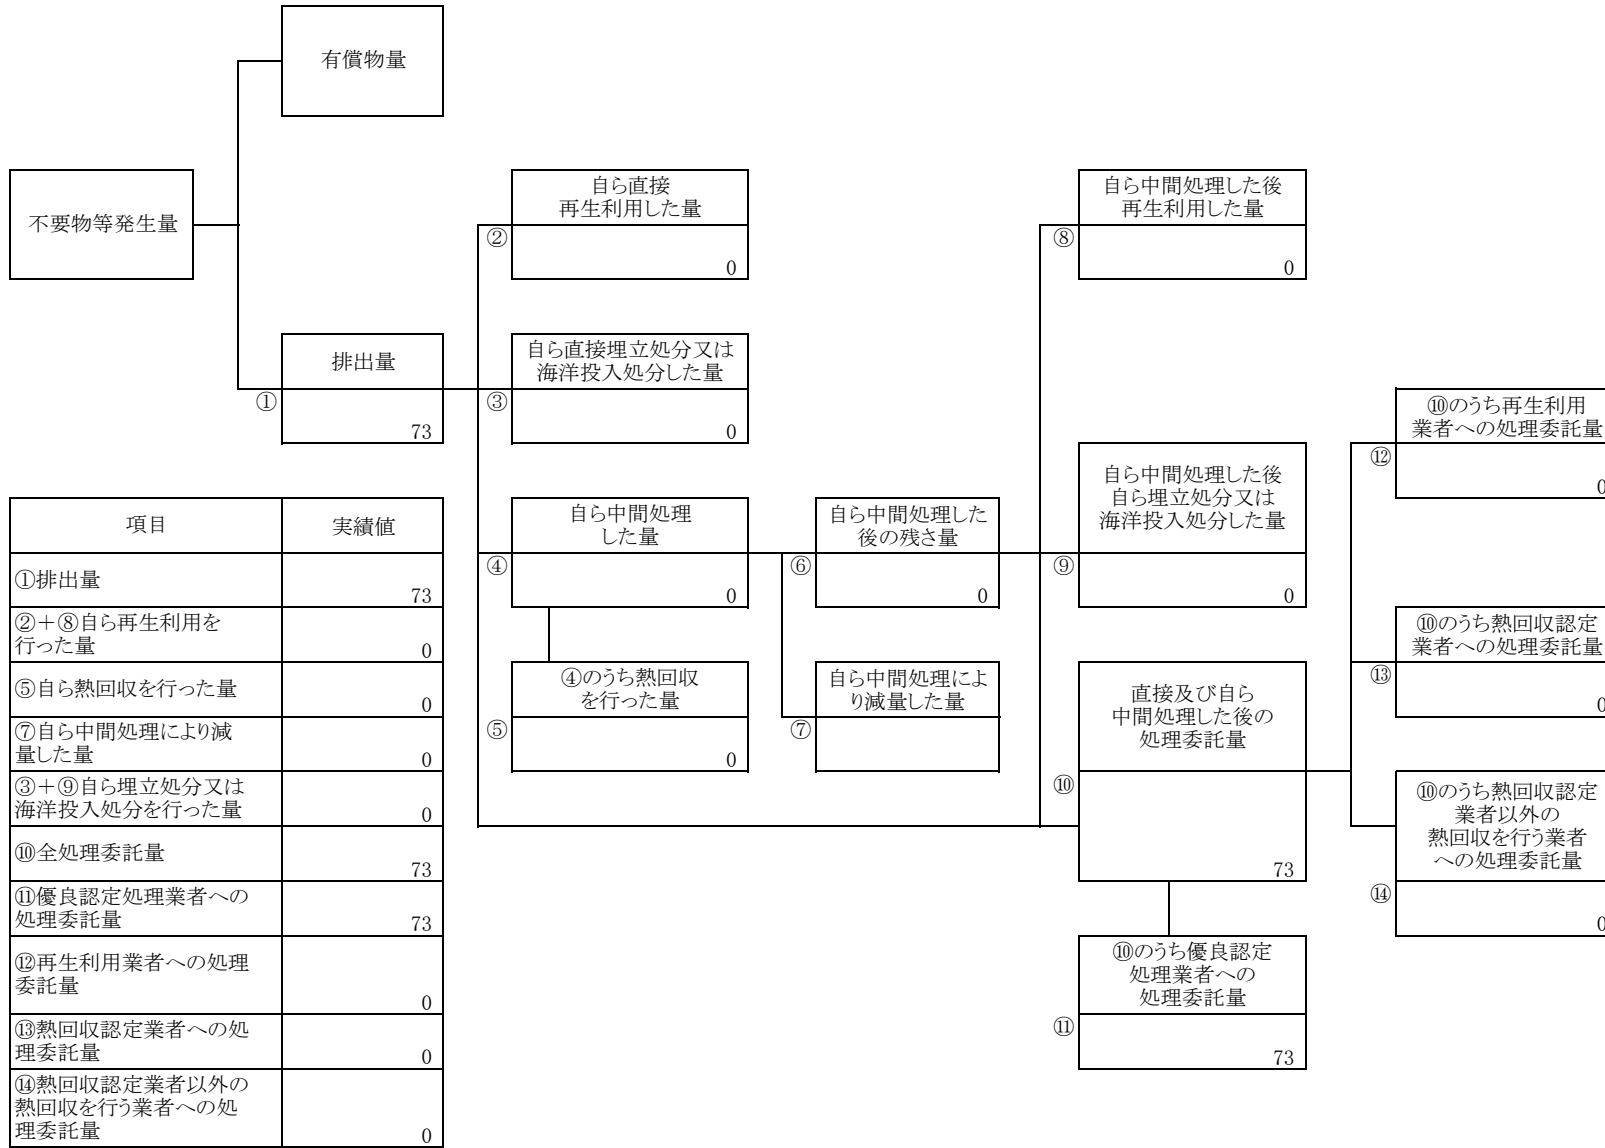 有償物量
不要物等発生量
自ら直接
再生利用した量
②
0
自ら中間処理した後
再生利用した量
⑧
0
排出量
①
73
自ら直接埋立処分又は
海洋投入処分した量
③
0
⑩のうち再生利用
業者への処理委託量
⑫
0
自ら中間処理
した量
④
0
自ら中間処理した
後の残さ量
⑥
0
自ら中間処理した後
自ら埋立処分又は
海洋投入処分した量
⑨
0
⑩のうち熱回収認定
業者への処理委託量
⑬
0
④のうち熱回収
を行った量
⑤
0
自ら中間処理によ
り減量した量
⑦
直接及び自ら
中間処理した後の
処理委託量
⑩
73
⑩のうち熱回収認定
業者以外の
熱回収を行う業者
への処理委託量
⑭
0
⑩のうち優良認定
処理業者への
処理委託量
⑪
73
項目 実績値
①排出量 73
②+⑧自ら再生利用を
行った量 0
⑤自ら熱回収を行った量 0
⑦自ら中間処理により減
量した量 0
③+⑨自ら埋立処分又は
海洋投入処分を行った量 0
⑩全処理委託量 73
⑪優良認定処理業者への
処理委託量 73
⑫再生利用業者への処理
委託量 0
⑬熱回収認定業者への処
理委託量 0
⑭熱回収認定業者以外の
熱回収を行う業者への処
理委託量 0